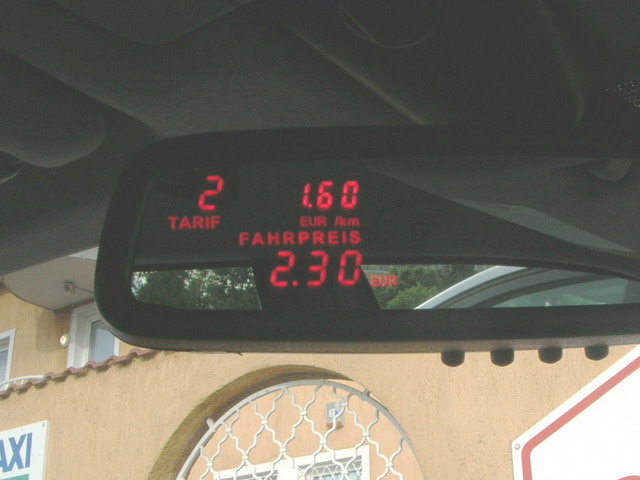 2 1.60
TARIF EUR /km
FAHRPREIS
2.30 EUR
AXI